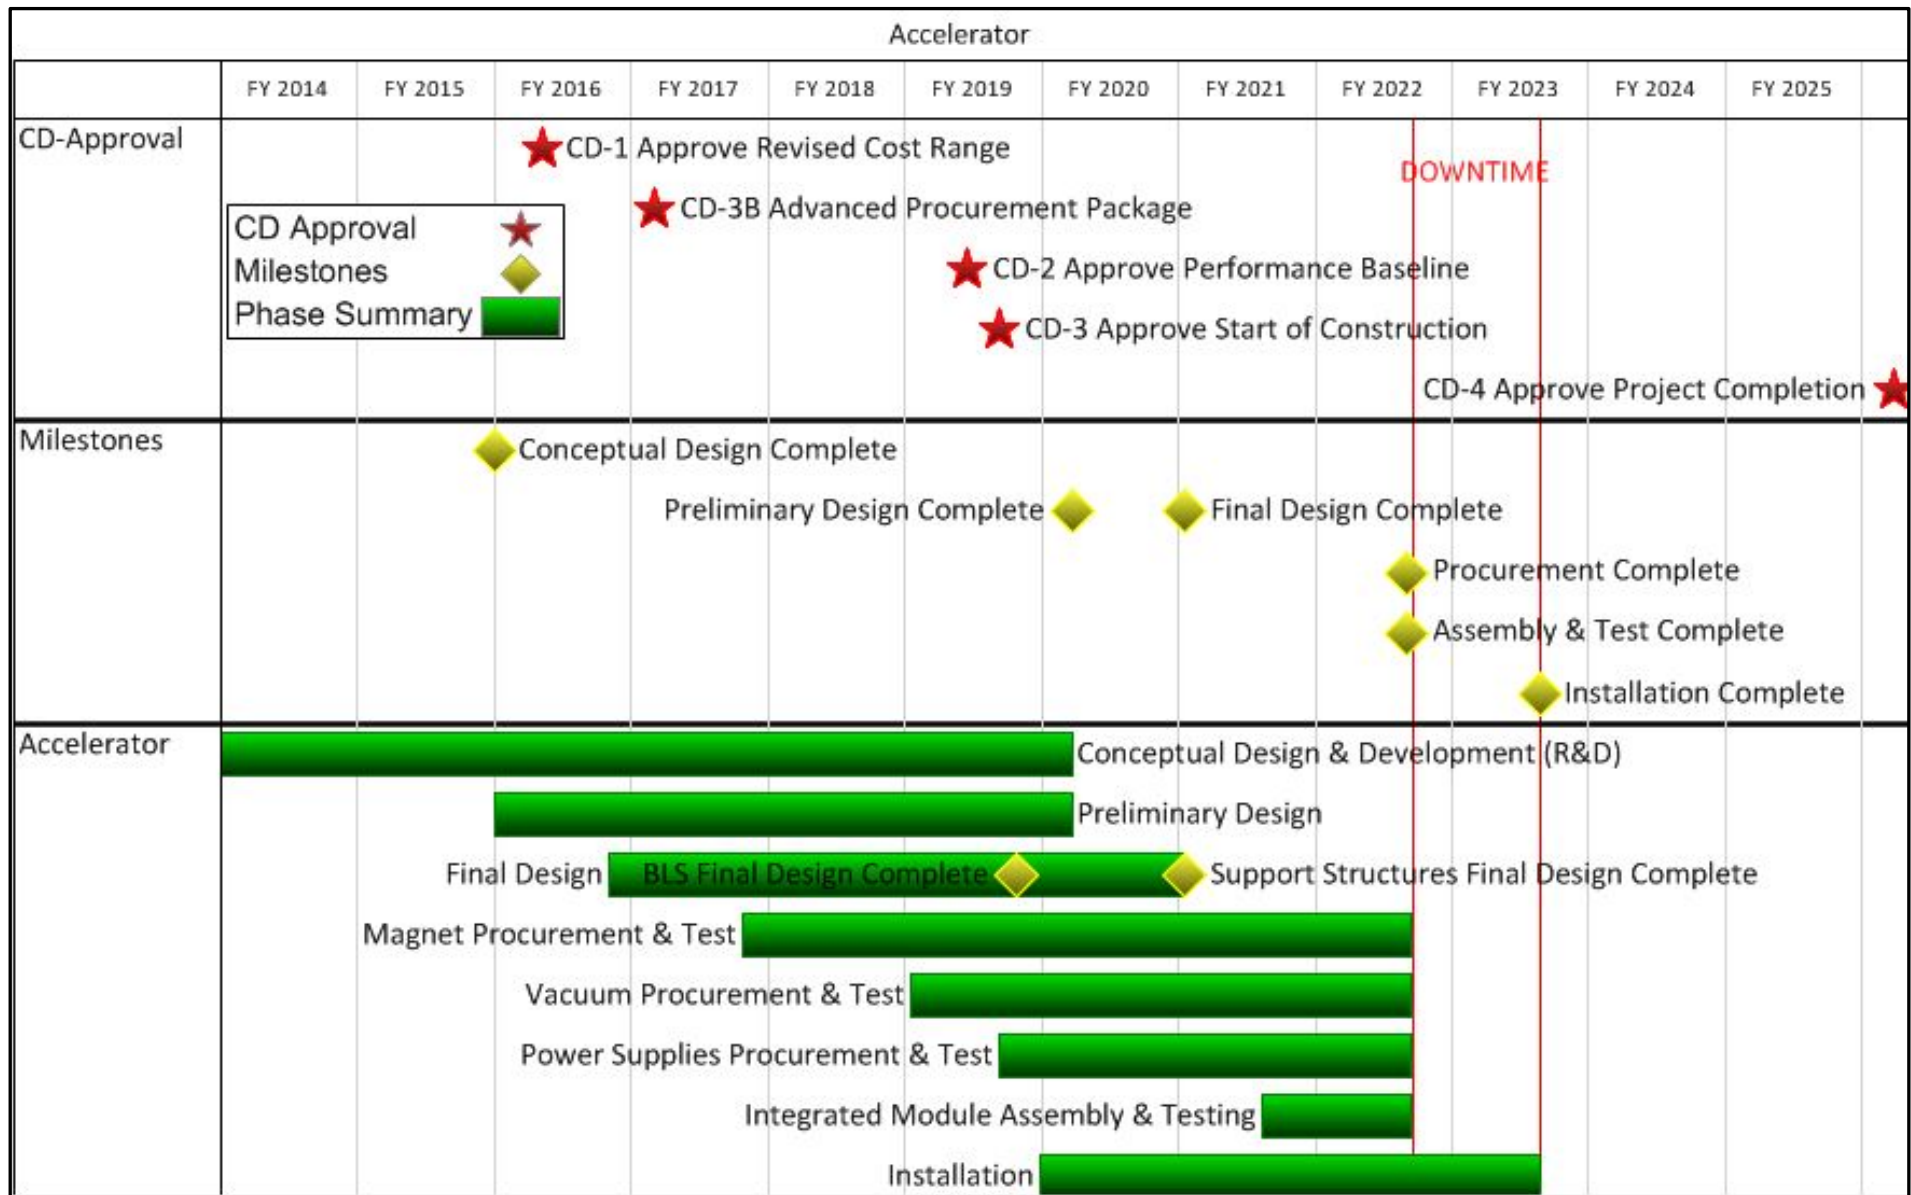 Accelerator
FY 2014 FY 2015 FY 2016 FY 2017 FY 2018 FY 2019 FY 2020 FY 2021 FY 2022 FY 2023 FY 2024 FY 2025
CD-Approval
CD-1 Approve Revised Cost Range
DOWNTIME
CD-3B Advanced Procurement Package
CD Approval
Milestones
Phase Summary
CD-2 Approve Performance Baseline
CD-3 Approve Start of Construction
CD-4 Approve Project Completion
Milestones
Conceptual Design Complete
Preliminary Design Complete
Final Design Complete
Procurement Complete
Assembly & Test Complete
Installation Complete
Accelerator
Conceptual Design & Development (R&D)
Preliminary Design
Final Design
BLS Final Design Complete
Support Structures Final Design Complete
Magnet Procurement & Test
Vacuum Procurement & Test
Power Supplies Procurement & Test
Integrated Module Assembly & Testing
Installation